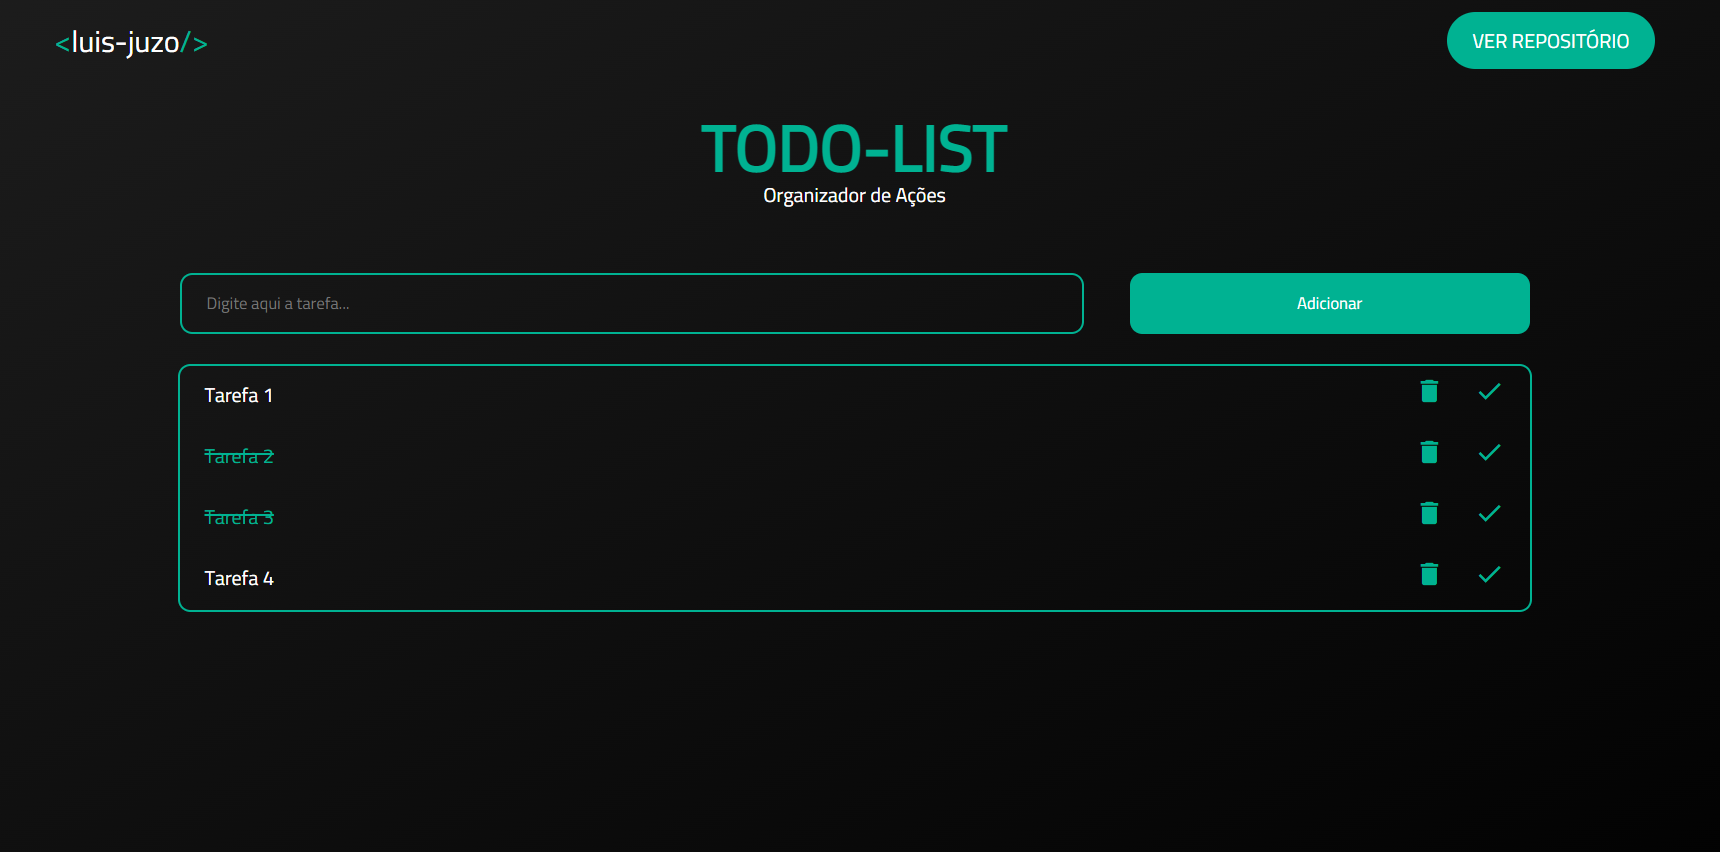 <luis-juzo/>
VER REPOSITÓRIO
TODO-LIST
Organizador de Ações
Digite aqui a tarefa...
Adicionar
Tarefa 1
Tarefa 2
Tarefa 3
Tarefa 4